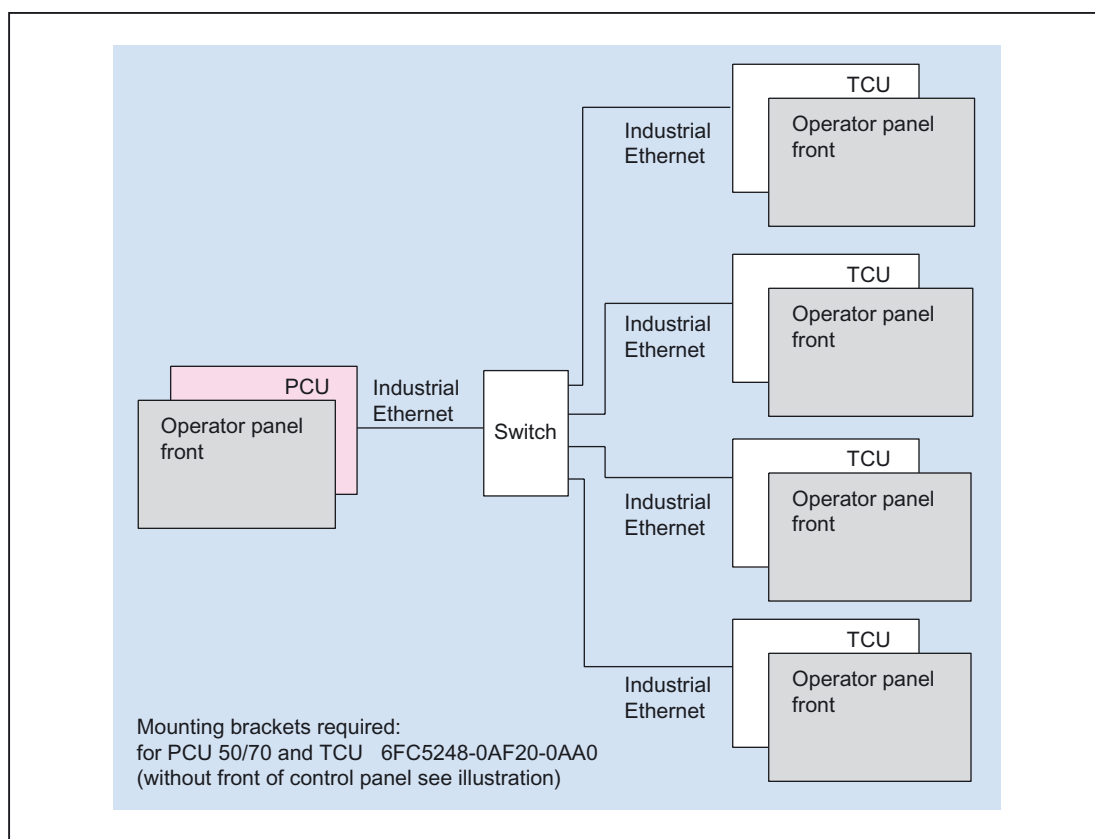 TCU
Operator panel
front
Industrial
Ethernet
TCU
Operator panel
front
Industrial
Ethernet
PCU
Operator panel
front
Industrial
Ethernet
Switch
TCU
Operator panel
front
Industrial
Ethernet
TCU
Operator panel
front
Industrial
Ethernet
Mounting brackets required:
for PCU 50/70 and TCU 6FC5248-0AF20-0AA0
(without front of control panel see illustration)